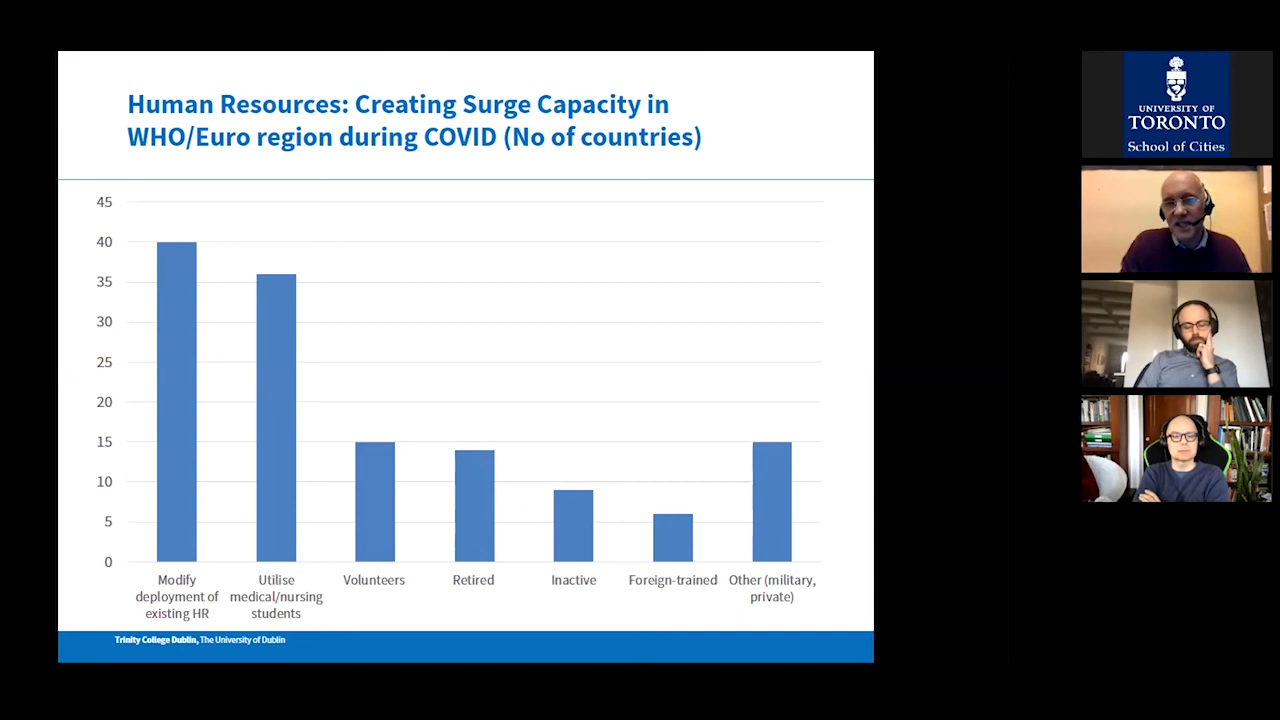 Human Resources: Creating Surge Capacity in
WHO/Euro region during COVID (No of countries)
45
40
35
30
25
20
15
10
5
0
Modify
deployment of
existing HR
Utilise
medical/nursing
students
Volunteers
Retired
Inactive
Foreign-trained
Other (military,
private)
Trinity College Dublin, The University of Dublin
UNIVERSITY OF
TORONTO
School of Cities